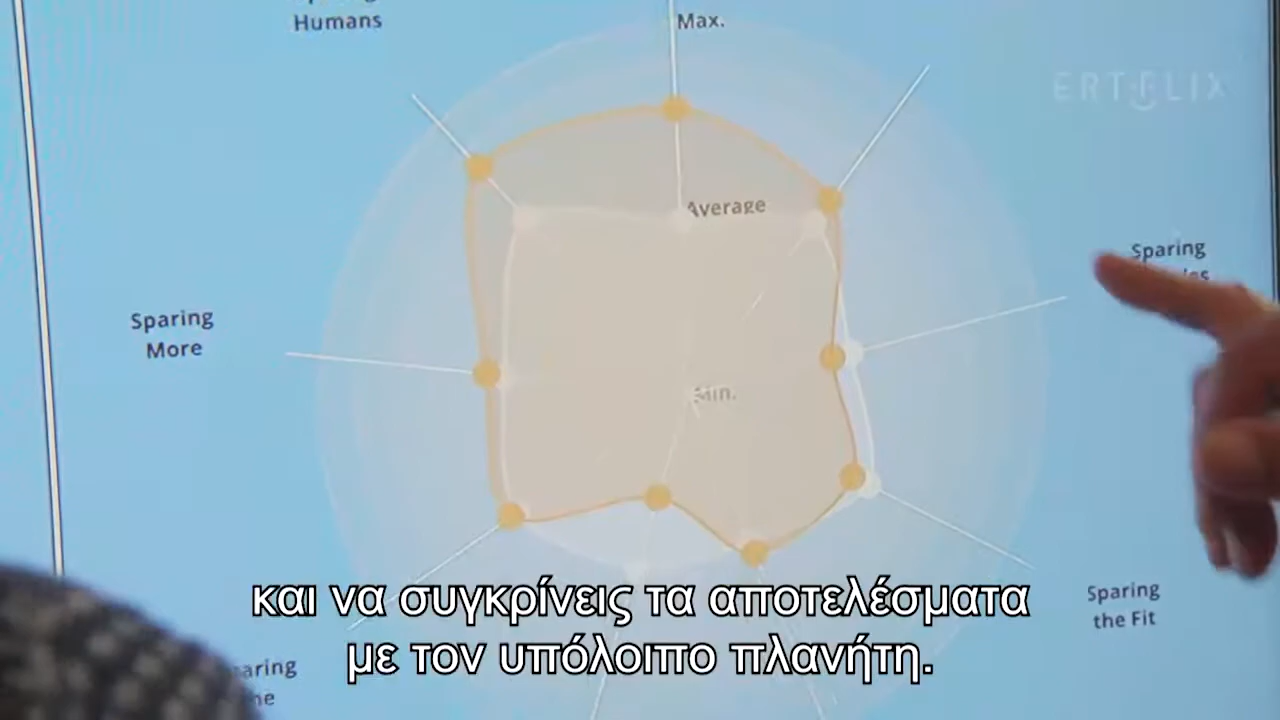 Humans
Max.
ERTFLIX
Average
Sparing
Sparing
More
Min.
Sparing
the Fit
και να συγκρίνεις τα αποτελέσματα
με τον υπόλοιπο πλανήτη.